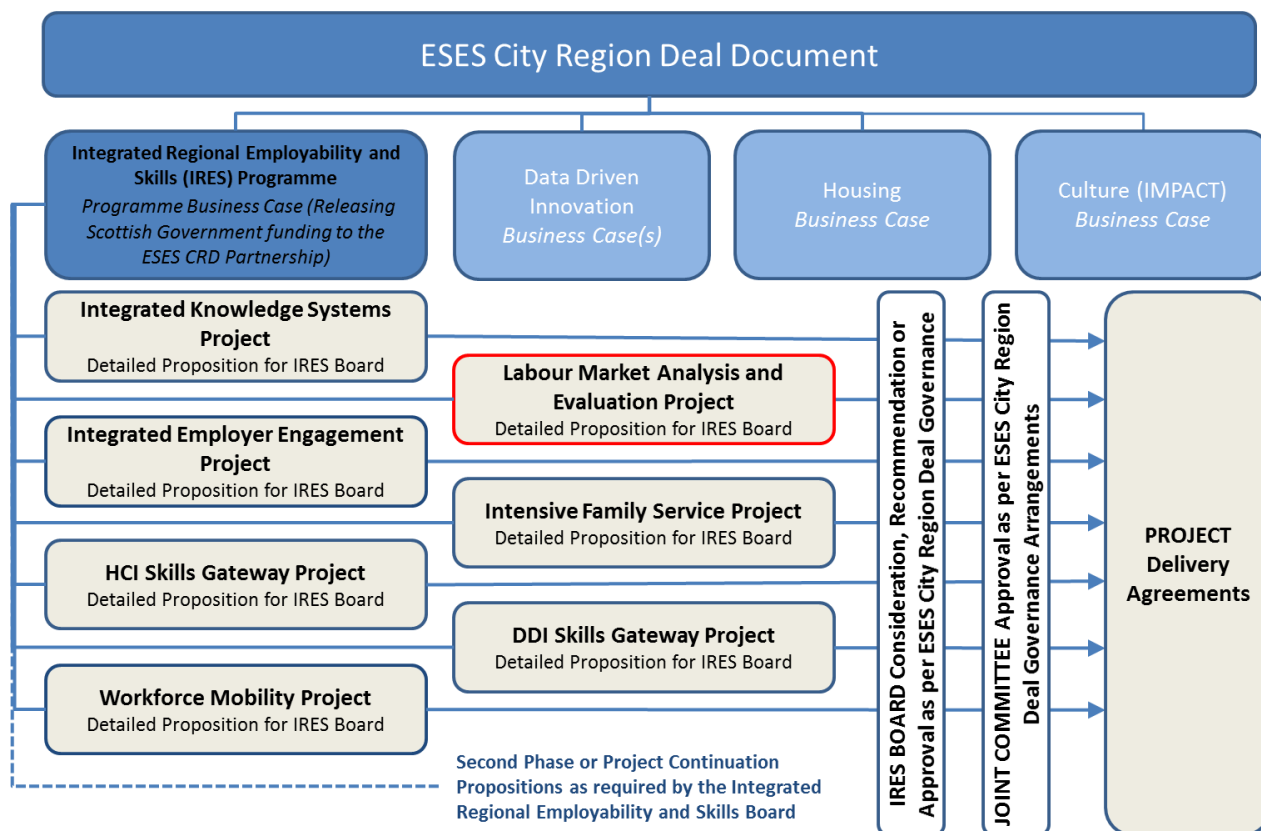 ESES City Region Deal Document
Integrated Regional Employability and
Skills (IRES) Programme
Programme Business Case (Releasing
Scottish Government funding to the
ESES CRD Partnership)
Data Driven
Innovation
Business Case(s)
Housing
Business Case
Culture (IMPACT)
Business Case
Integrated Knowledge Systems
Project
Detailed Proposition for IRES Board
Labour Market Analysis and
Evaluation Project
Detailed Proposition for IRES Board
Integrated Employer Engagement
Project
Detailed Proposition for IRES Board
Intensive Family Service Project
Detailed Proposition for IRES Board
HCI Skills Gateway Project
Detailed Proposition for IRES Board
DDI Skills Gateway Project
Detailed Proposition for IRES Board
Workforce Mobility Project
Detailed Proposition for IRES Board
Second Phase or Project Continuation
Propositions as required by the Integrated
Regional Employability and Skills Board
IRES BOARD Consideration, Recommendation or
Approval as per ESES City Region Deal Governance
JOINT COMMITTEE Approval as per ESES City Region
Deal Governance Arrangements
PROJECT
Delivery
Agreements